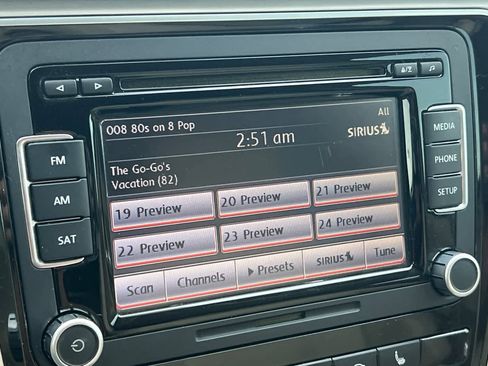 008 80s on 8 Pop
All
2:51 am
SIRIUS
The Go-Go's
Vacation (82)
19 Preview
20 Preview
21 Preview
22 Preview
23 Preview
24 Preview
Scan
Channels
Presets
SIRIUS
Tune
FM
AM
SAT
MEDIA
PHONE
SETUP